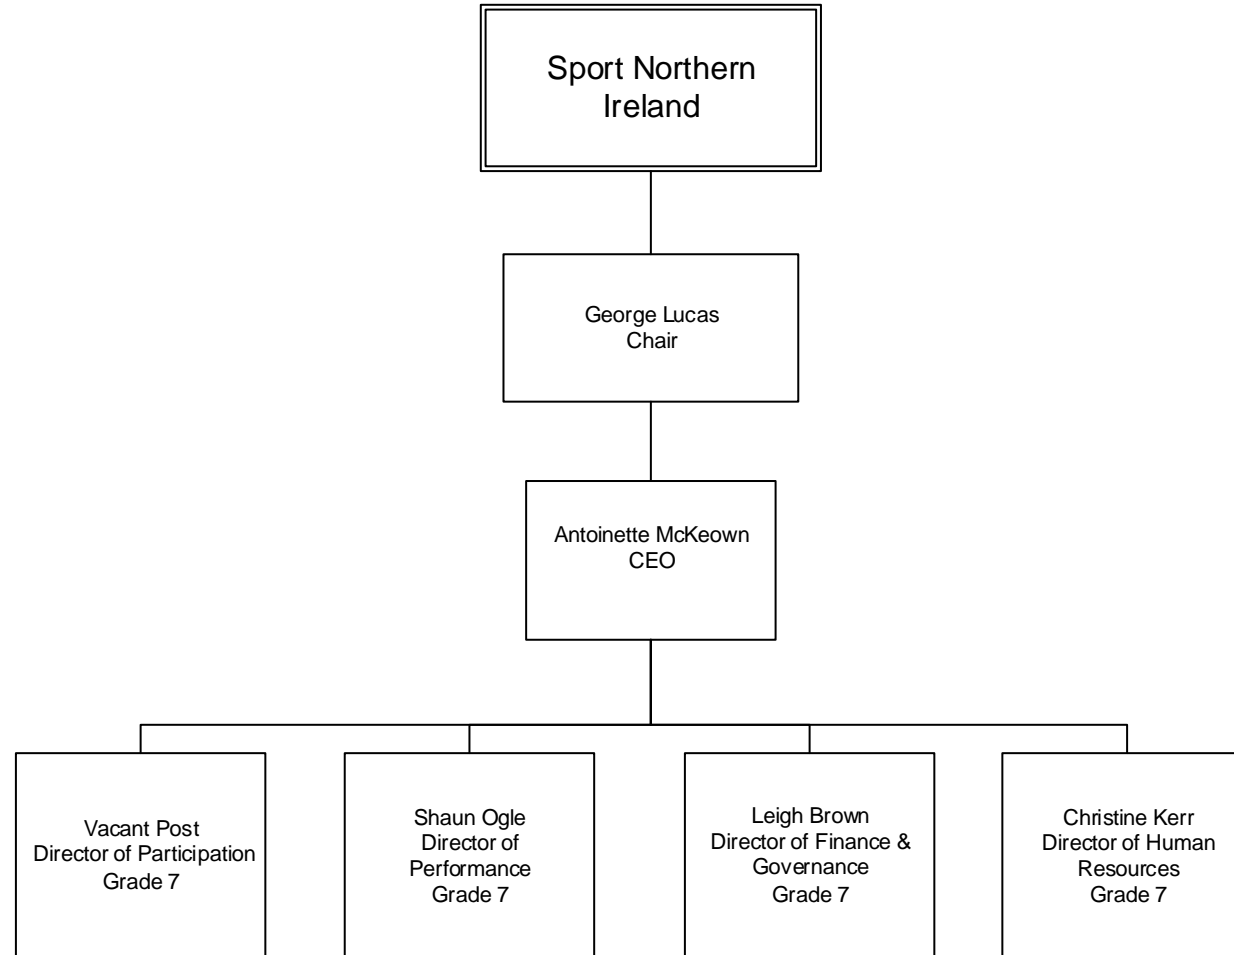 Sport Northern
Ireland
George Lucas
Chair
Antoinette McKeown
CEO
Vacant Post
Director of Participation
Grade 7
Shaun Ogle
Director of
Performance
Grade 7
Leigh Brown
Director of Finance &
Governance
Grade 7
Christine Kerr
Director of Human
Resources
Grade 7